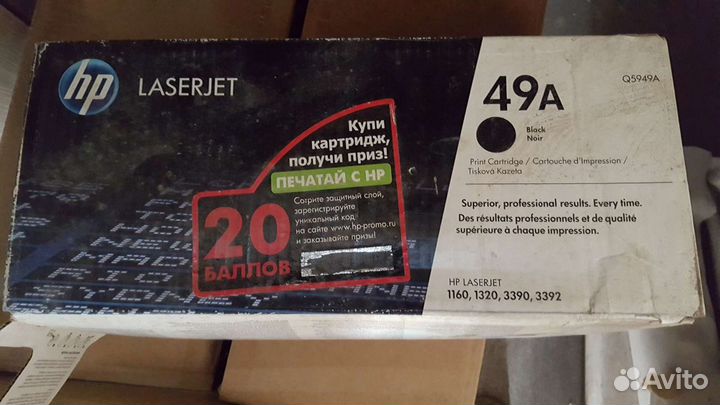 hp
LASERJET
Купи
картридж,
получи приз!
ПЕЧАТАЙ С HP
20
БАЛЛОВ
Сотрите защитный слой,
зарегистрируйте
уникальный код
на сайте www.hp-promo.ru
и заказывайте призы!
49A
Q5949A
Black
Noir
Print Cartridge / Cartouche d'Impression /
Tisková Kazeta
Superior, professional results. Every time.
Des résultats professionnels et de qualité
supérieure à chaque impression.
HP LASERJET
1160, 1320, 3390, 3392
Avito